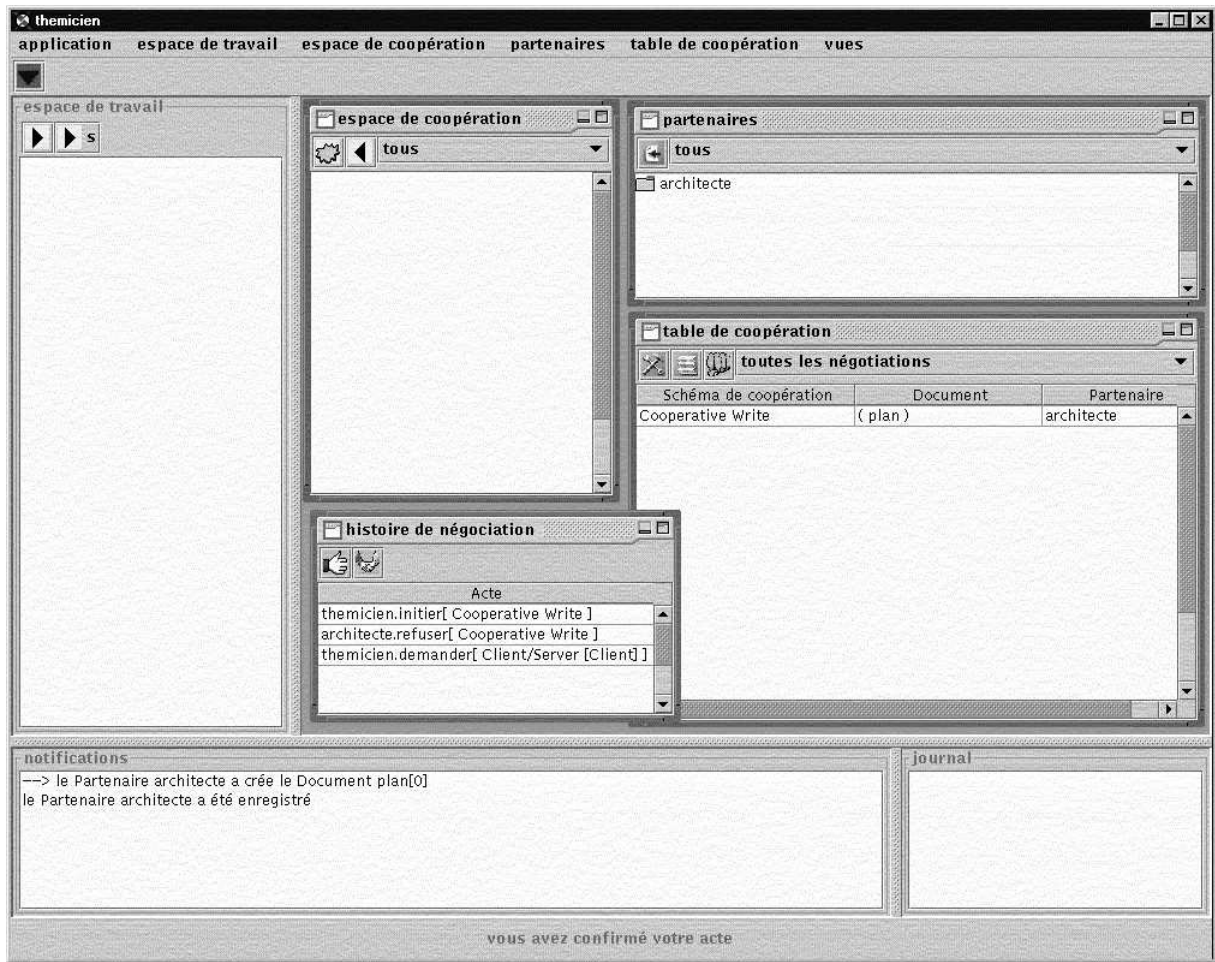 themicien
application espace de travail espace de coopération partenaires table de coopération vues
espace de travail
s
espace de coopération
tous
partenaires
tous
architecte
table de coopération
toutes les négotiations
Schéma de coopération Document Partenaire
Cooperative Write ( plan ) architecte
histoire de négociation
Acte
themicien.initier[ Cooperative Write ]
architecte.refuser[ Cooperative Write ]
themicien.demander[ Client/Server [Client] ]
notifications
—-> le Partenaire architecte a crée le Document plan[0]
le Partenaire architecte a été enregistré
journal
vous avez confirmé votre acte